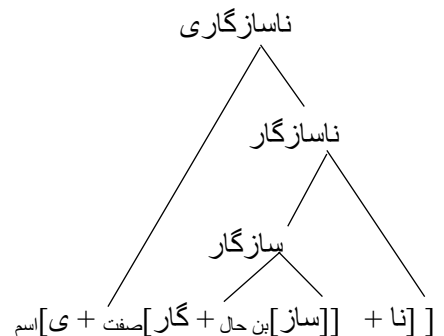 ناسازگاری
ناسازگار
سازگار
[ [نا + [[ساز]بن حال + گار]صفت + ی]اسم